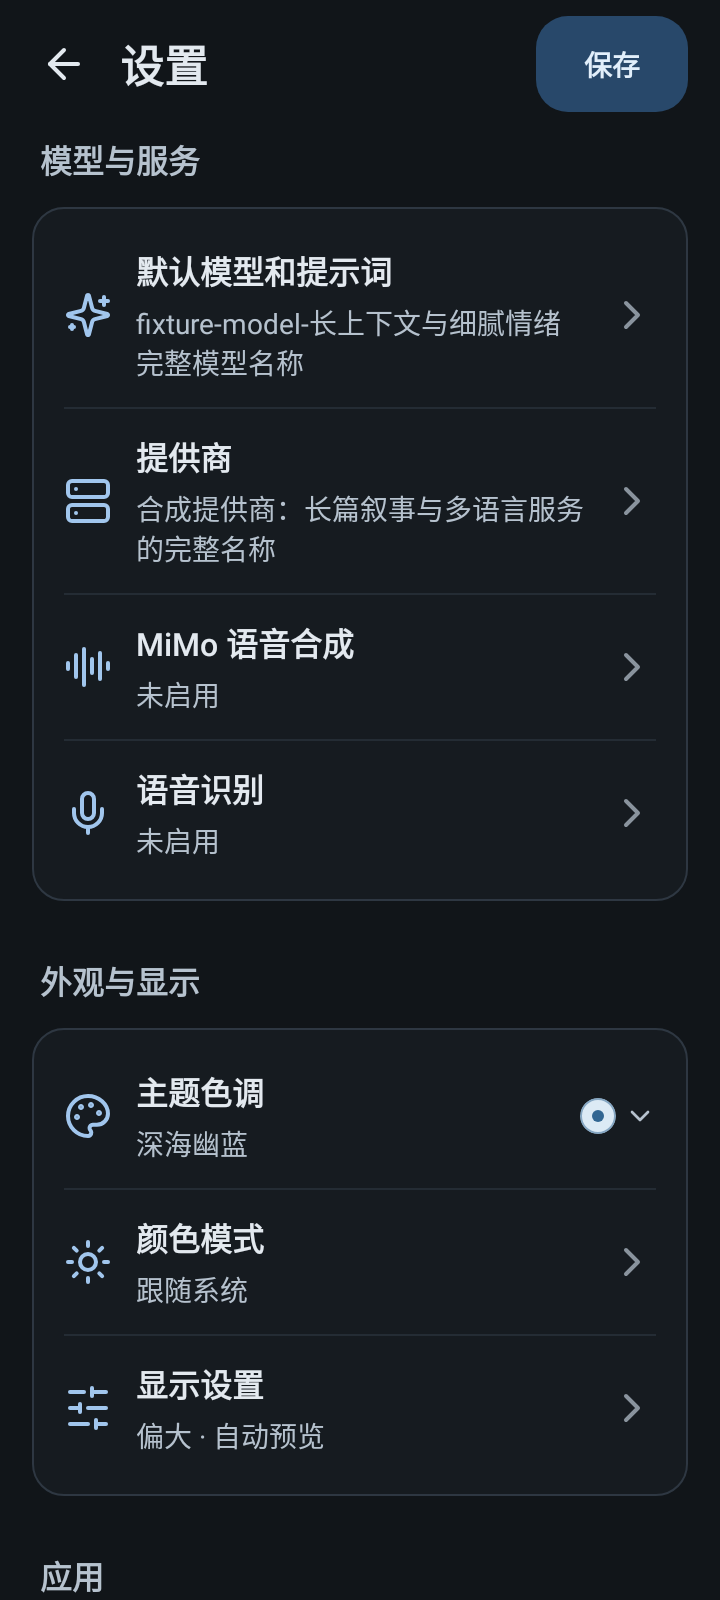 设置
保存
模型与服务
默认模型和提示词
fixture-model-长上下文与细腻情绪
完整模型名称
提供商
合成提供商：长篇叙事与多语言服务
的完整名称
MiMo 语音合成
未启用
语音识别
未启用
外观与显示
主题色调
深海幽蓝
颜色模式
跟随系统
显示设置
偏大 · 自动预览
应用